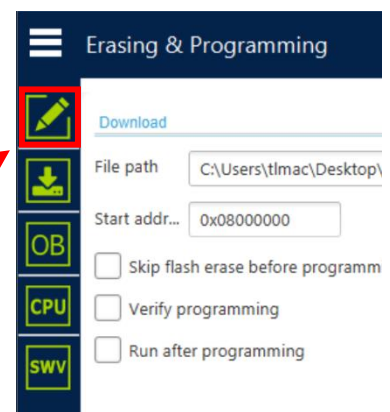 Erasing & Programming
Download
File path C:\Users\tlmac\Desktop\
Start addr... 0x08000000
OB
Skip flash erase before programm
CPU
Verify programming
Run after programming
SWV